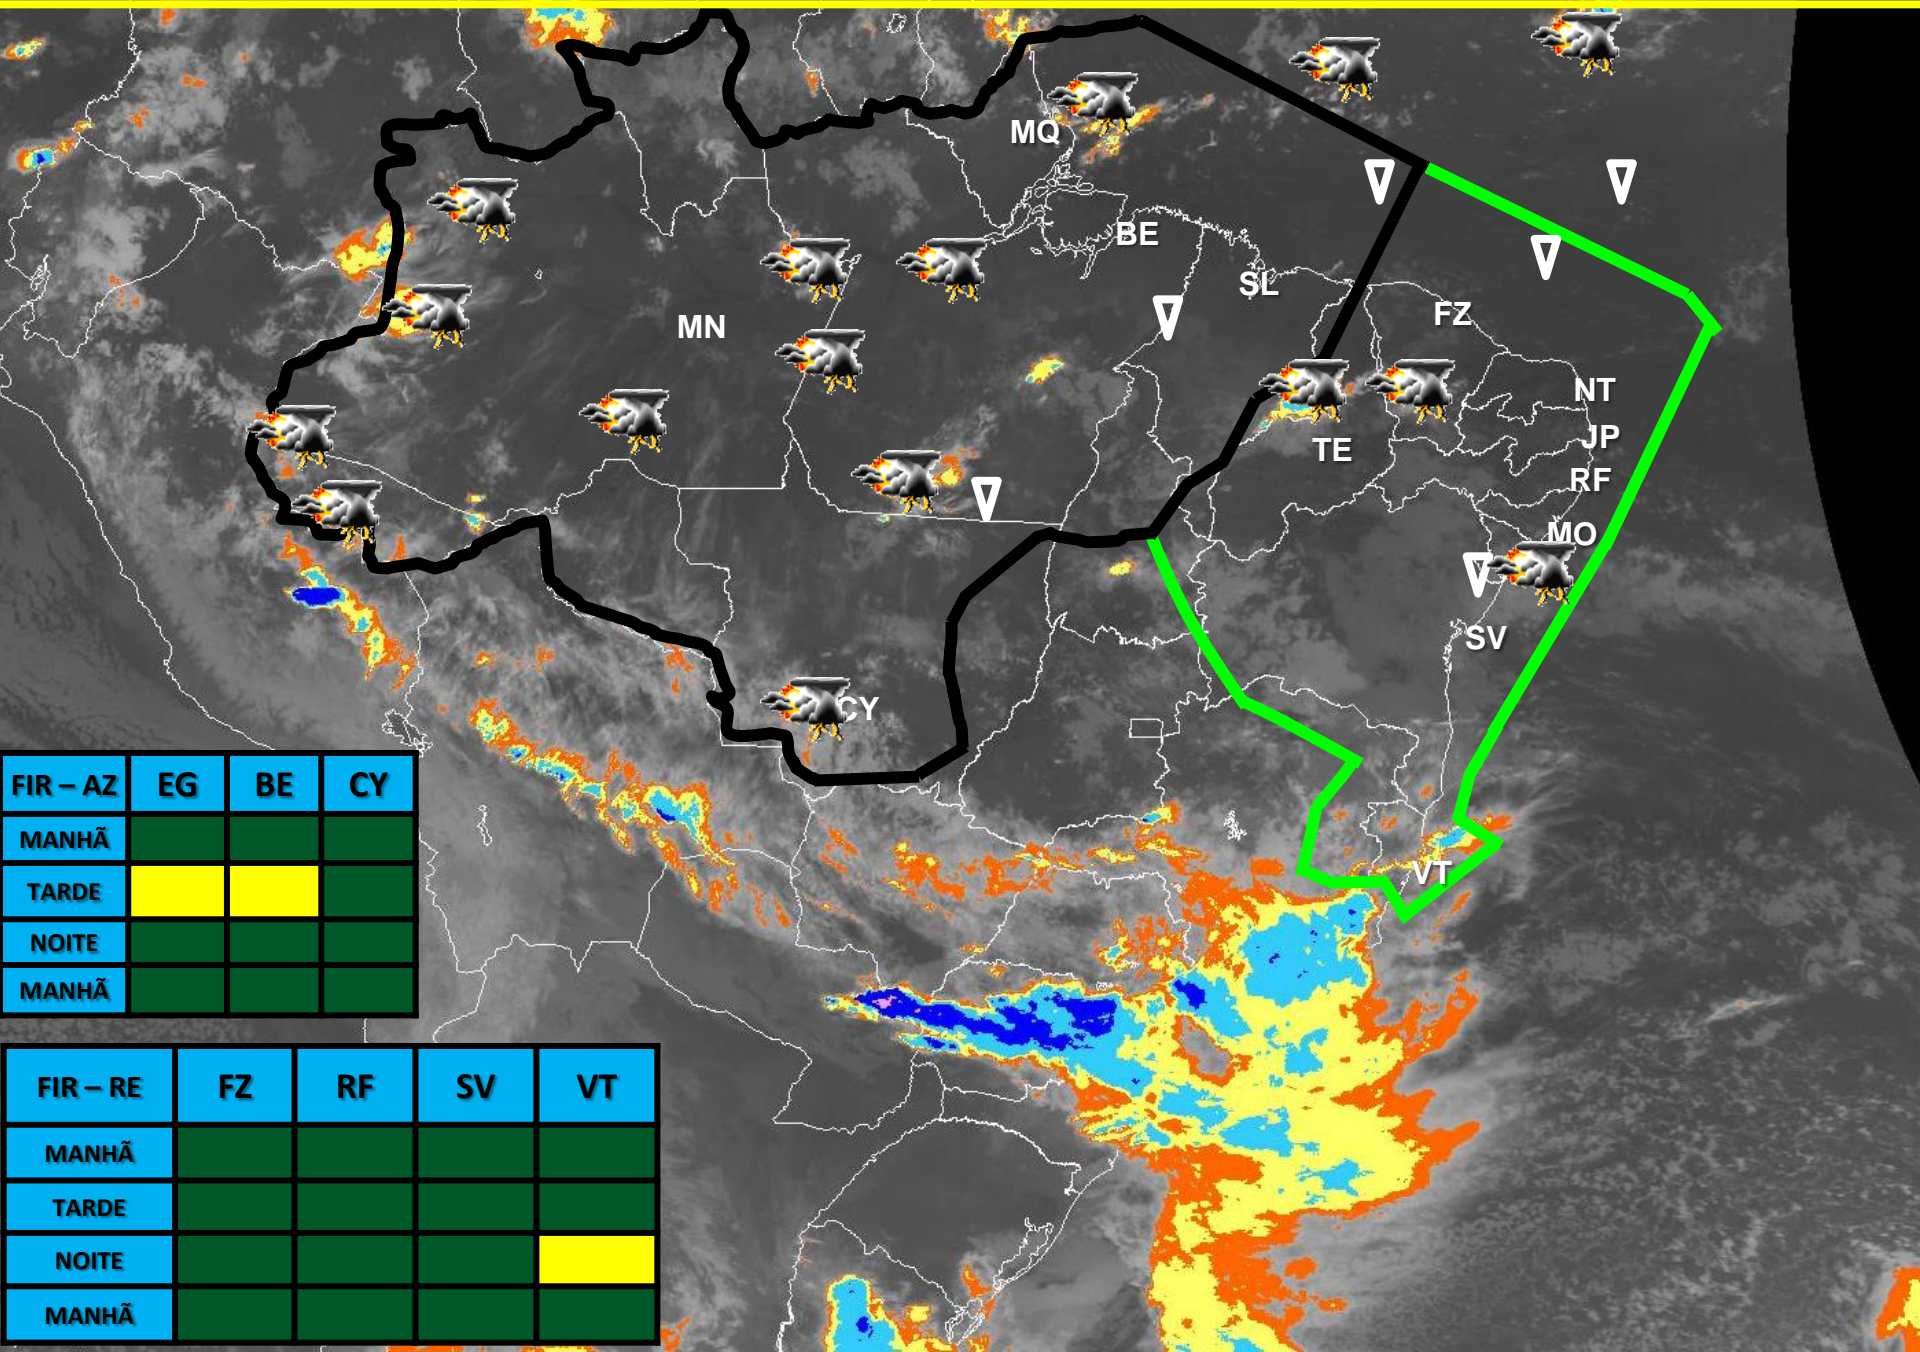 MQ
BE
SL
MN
FZ
NT
JP
TE
RF
MO
SV
CY
VT
FIR – AZ EG BE CY
MANHÃ
TARDE
NOITE
MANHÃ
FIR – RE FZ RF SV VT
MANHÃ
TARDE
NOITE
MANHÃ